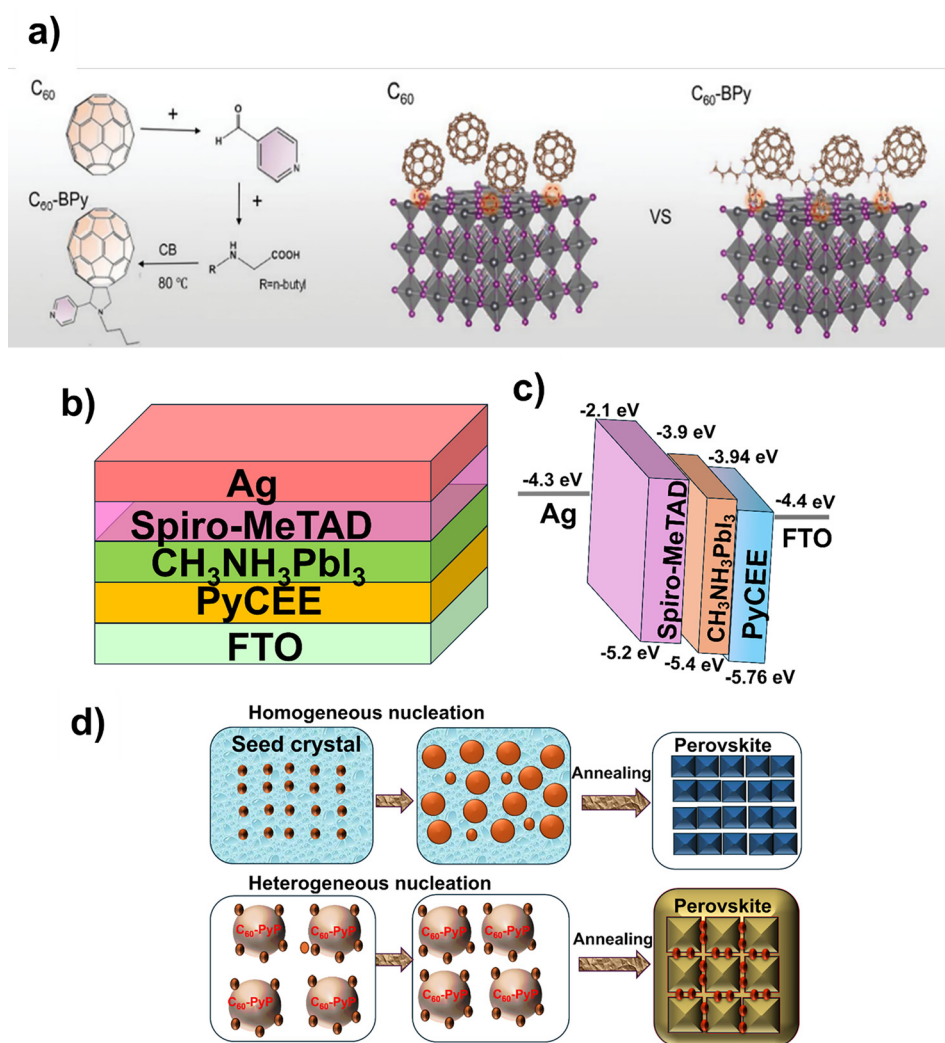 a)
C₆₀
+
O
H
N
C₆₀-BPy
+
CB
80 ℃
H
N
COOH
R
R=n-butyl
N
N
C₆₀
VS
C₆₀-BPy
b)
Ag
Spiro-MeTAD
CH₃NH₃PbI₃
PyCEE
FTO
c)
-2.1 eV
-3.9 eV
-3.94 eV
-4.3 eV
Ag
-4.4 eV
FTO
Spiro-MeTAD
CH₃NH₃PbI₃
PyCEE
-5.2 eV
-5.4 eV
-5.76 eV
d)
Homogeneous nucleation
Seed crystal
Annealing
Perovskite
Heterogeneous nucleation
C₆₀-PyP
C₆₀-PyP
C₆₀-PyP
C₆₀-PyP
C₆₀-PyP
C₆₀-PyP
C₆₀-PyP
C₆₀-PyP
Annealing
Perovskite